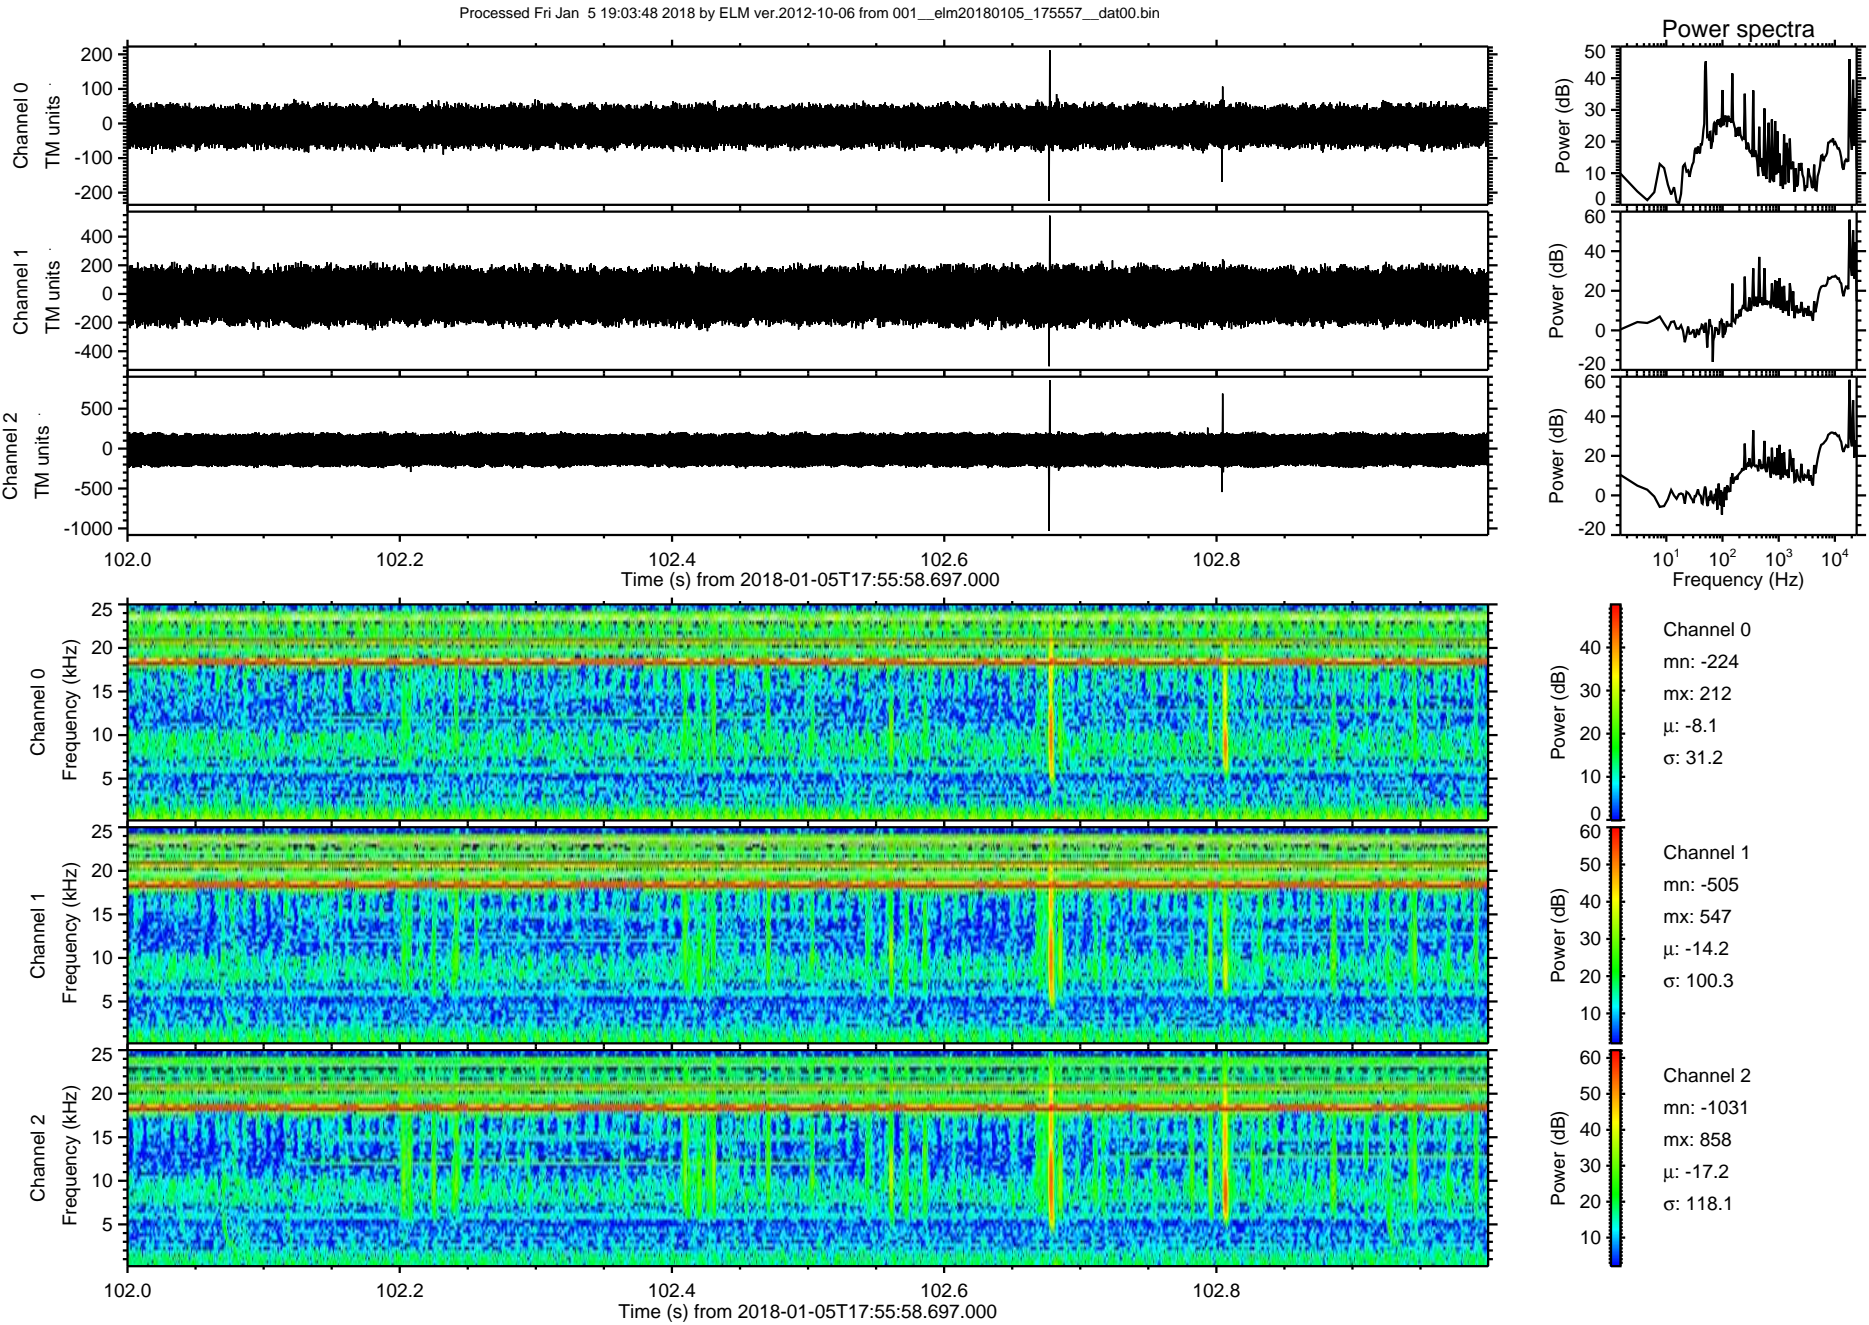 Processed Fri Jan  5 19:03:48 2018 by ELM ver.2012-10-06 from 001__elm20180105_175557__dat00.bin
Power spectra
Channel 0
TM units
200
100
0
-100
-200
Power (dB)
50
40
30
20
10
0
Channel 1
TM units
400
200
0
-200
-400
Power (dB)
60
40
20
0
-20
Channel 2
TM units
500
0
-500
-1000
Power (dB)
60
40
20
0
-20
102.0 102.2 102.4 102.6 102.8
Time (s) from 2018-01-05T17:55:58.697.000
10^1 10^2 10^3 10^4
Frequency (Hz)
Channel 0
Frequency (kHz)
25
20
15
10
5
Power (dB)
40
30
20
10
0
Channel 0
mn: -224
mx: 212
μ: -8.1
σ: 31.2
Channel 1
Frequency (kHz)
25
20
15
10
5
Power (dB)
60
50
40
30
20
10
Channel 1
mn: -505
mx: 547
μ: -14.2
σ: 100.3
Channel 2
Frequency (kHz)
25
20
15
10
5
Power (dB)
60
50
40
30
20
10
Channel 2
mn: -1031
mx: 858
μ: -17.2
σ: 118.1
102.0 102.2 102.4 102.6 102.8
Time (s) from 2018-01-05T17:55:58.697.000